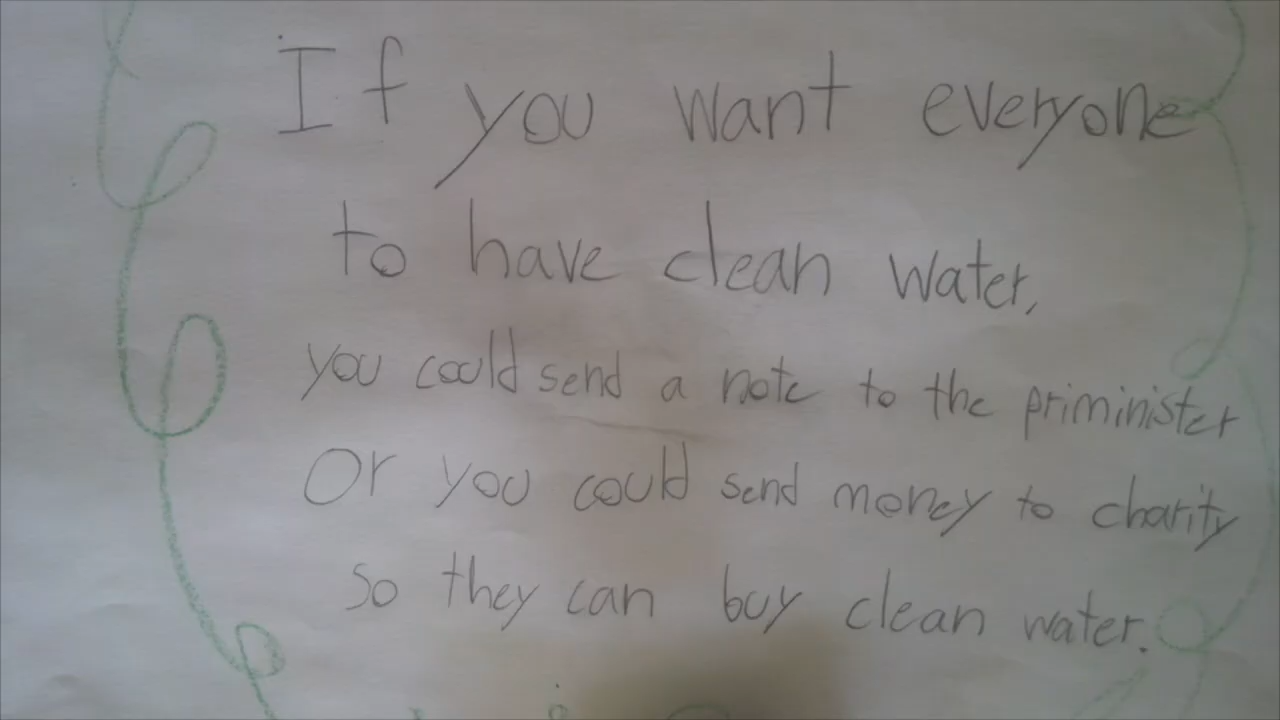 If you want everyone
to have clean water,
you could send a note to the priminister
Or you could send money to charity
so they can buy clean water.